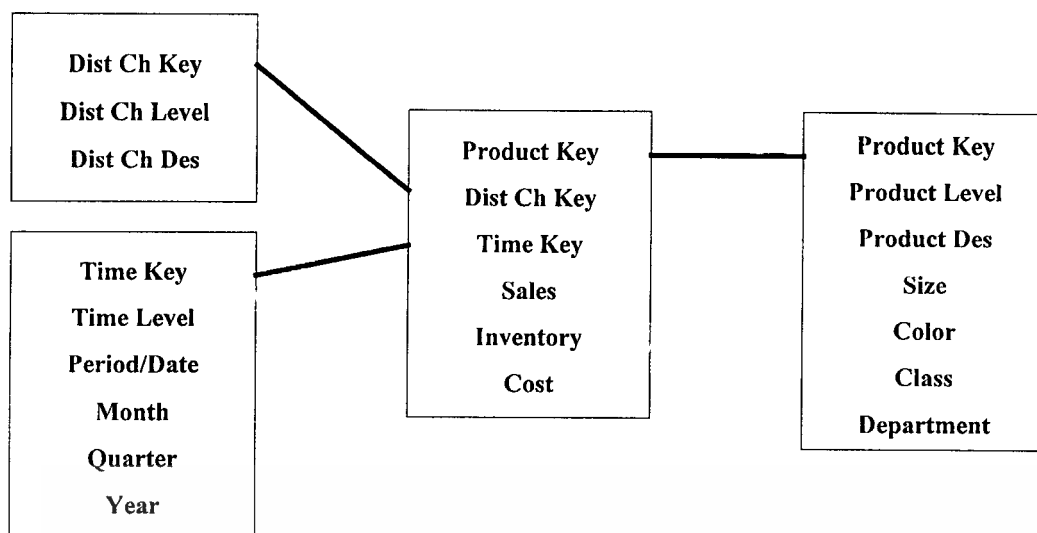 Dist Ch Key
Dist Ch Level
Dist Ch Des
Time Key
Time Level
Period/Date
Month
Quarter
Year
Product Key
Dist Ch Key
Time Key
Sales
Inventory
Cost
Product Key
Product Level
Product Des
Size
Color
Class
Department